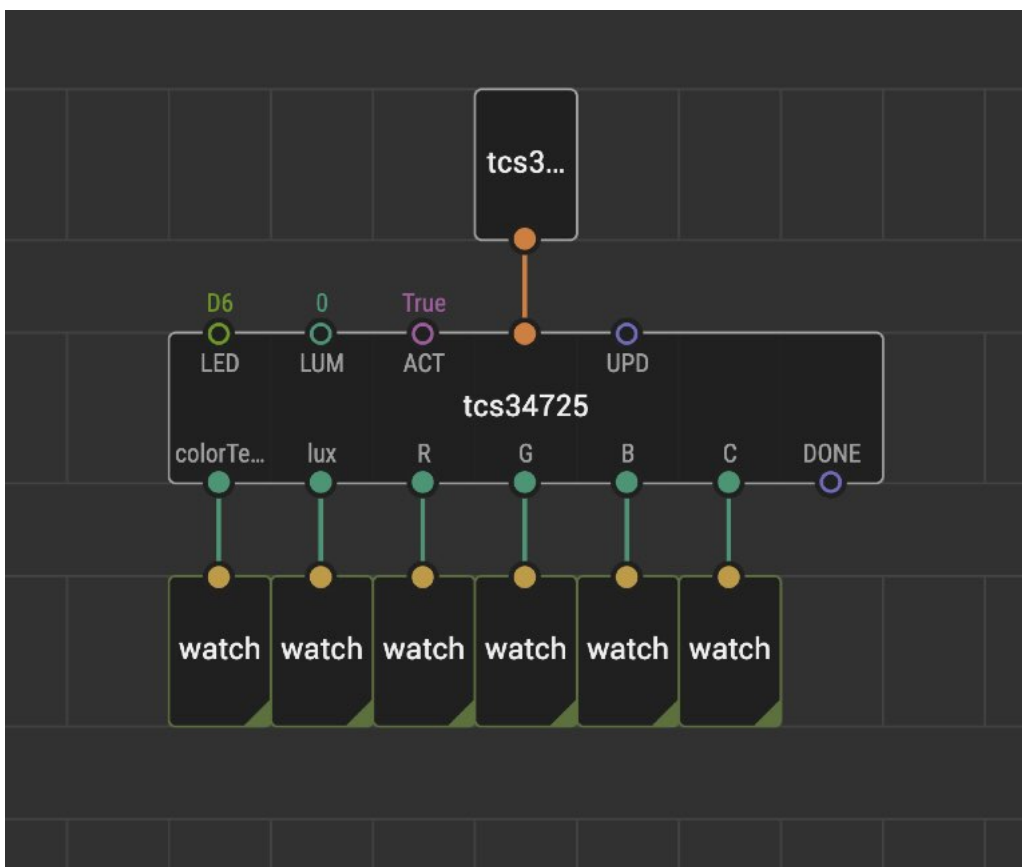 tcs3...
D6 0 True
LED LUM ACT UPD
tcs34725
colorTe... lux R G B C DONE
watch watch watch watch watch watch